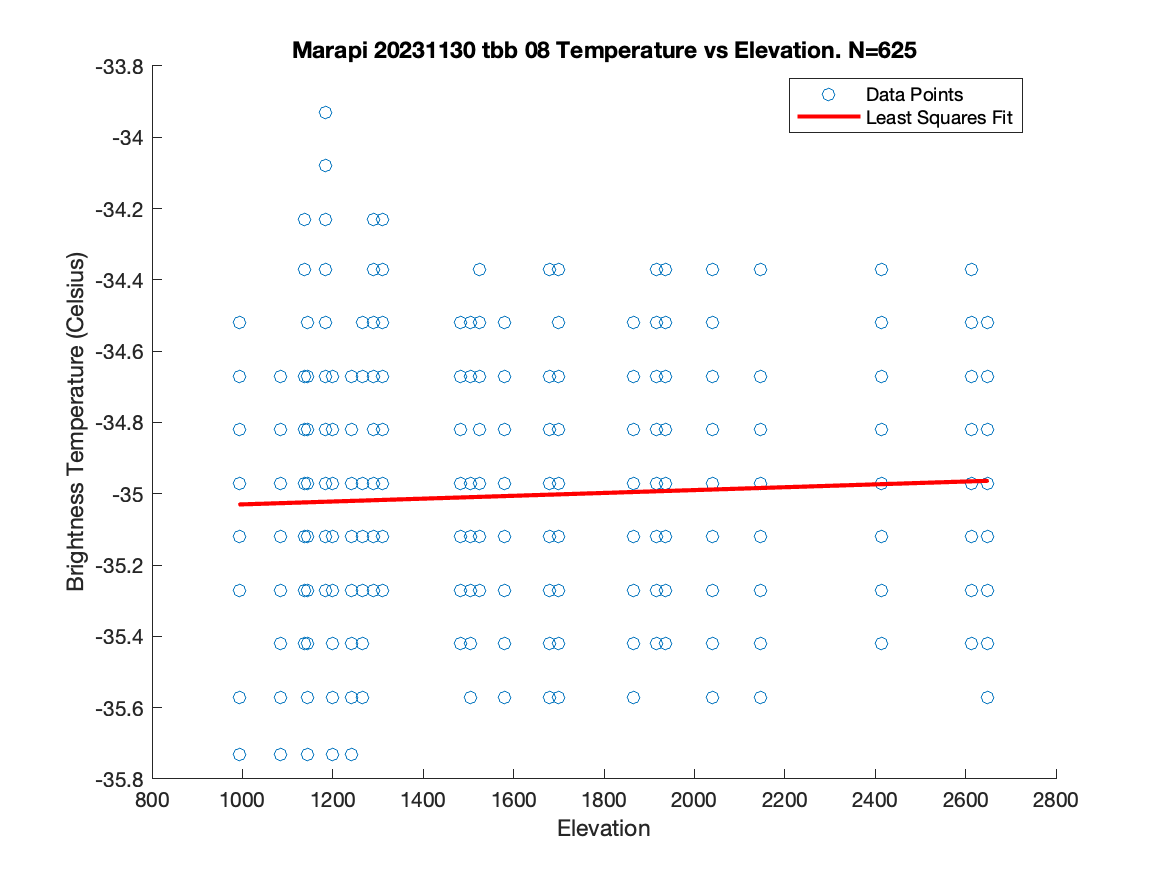 Marapi 20231130 tbb 08 Temperature vs Elevation. N=625
Data Points
Least Squares Fit
Brightness Temperature (Celsius)
-33.8
-34
-34.2
-34.4
-34.6
-34.8
-35
-35.2
-35.4
-35.6
-35.8
800 1000 1200 1400 1600 1800 2000 2200 2400 2600 2800
Elevation